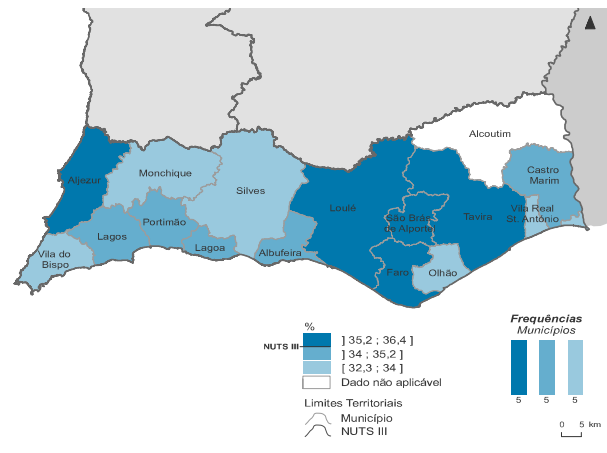 Alcoutim
Castro
Marim
Monchique
Aljezur
Silves
Loulé
São Brás
de Alportel
Tavira
Vila Real
St. António
Portimão
Lagos
Lagoa
Albufeira
Vila do
Bispo
Faro
Olhão
%
NUTS III
] 35,2 ; 36,4 ]
] 34 ; 35,2 ]
[ 32,3 ; 34 ]
Dado não aplicável
Limites Territoriais
Município
NUTS III
Frequências
Municípios
5 5 5
0 5 km